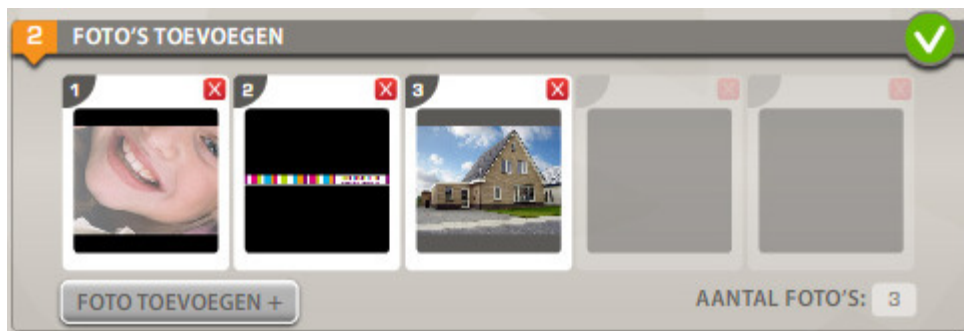 2 FOTO'S TOEVOEGEN
1 2 3
FOTO TOEVOEGEN +
AANTAL FOTO'S: 3